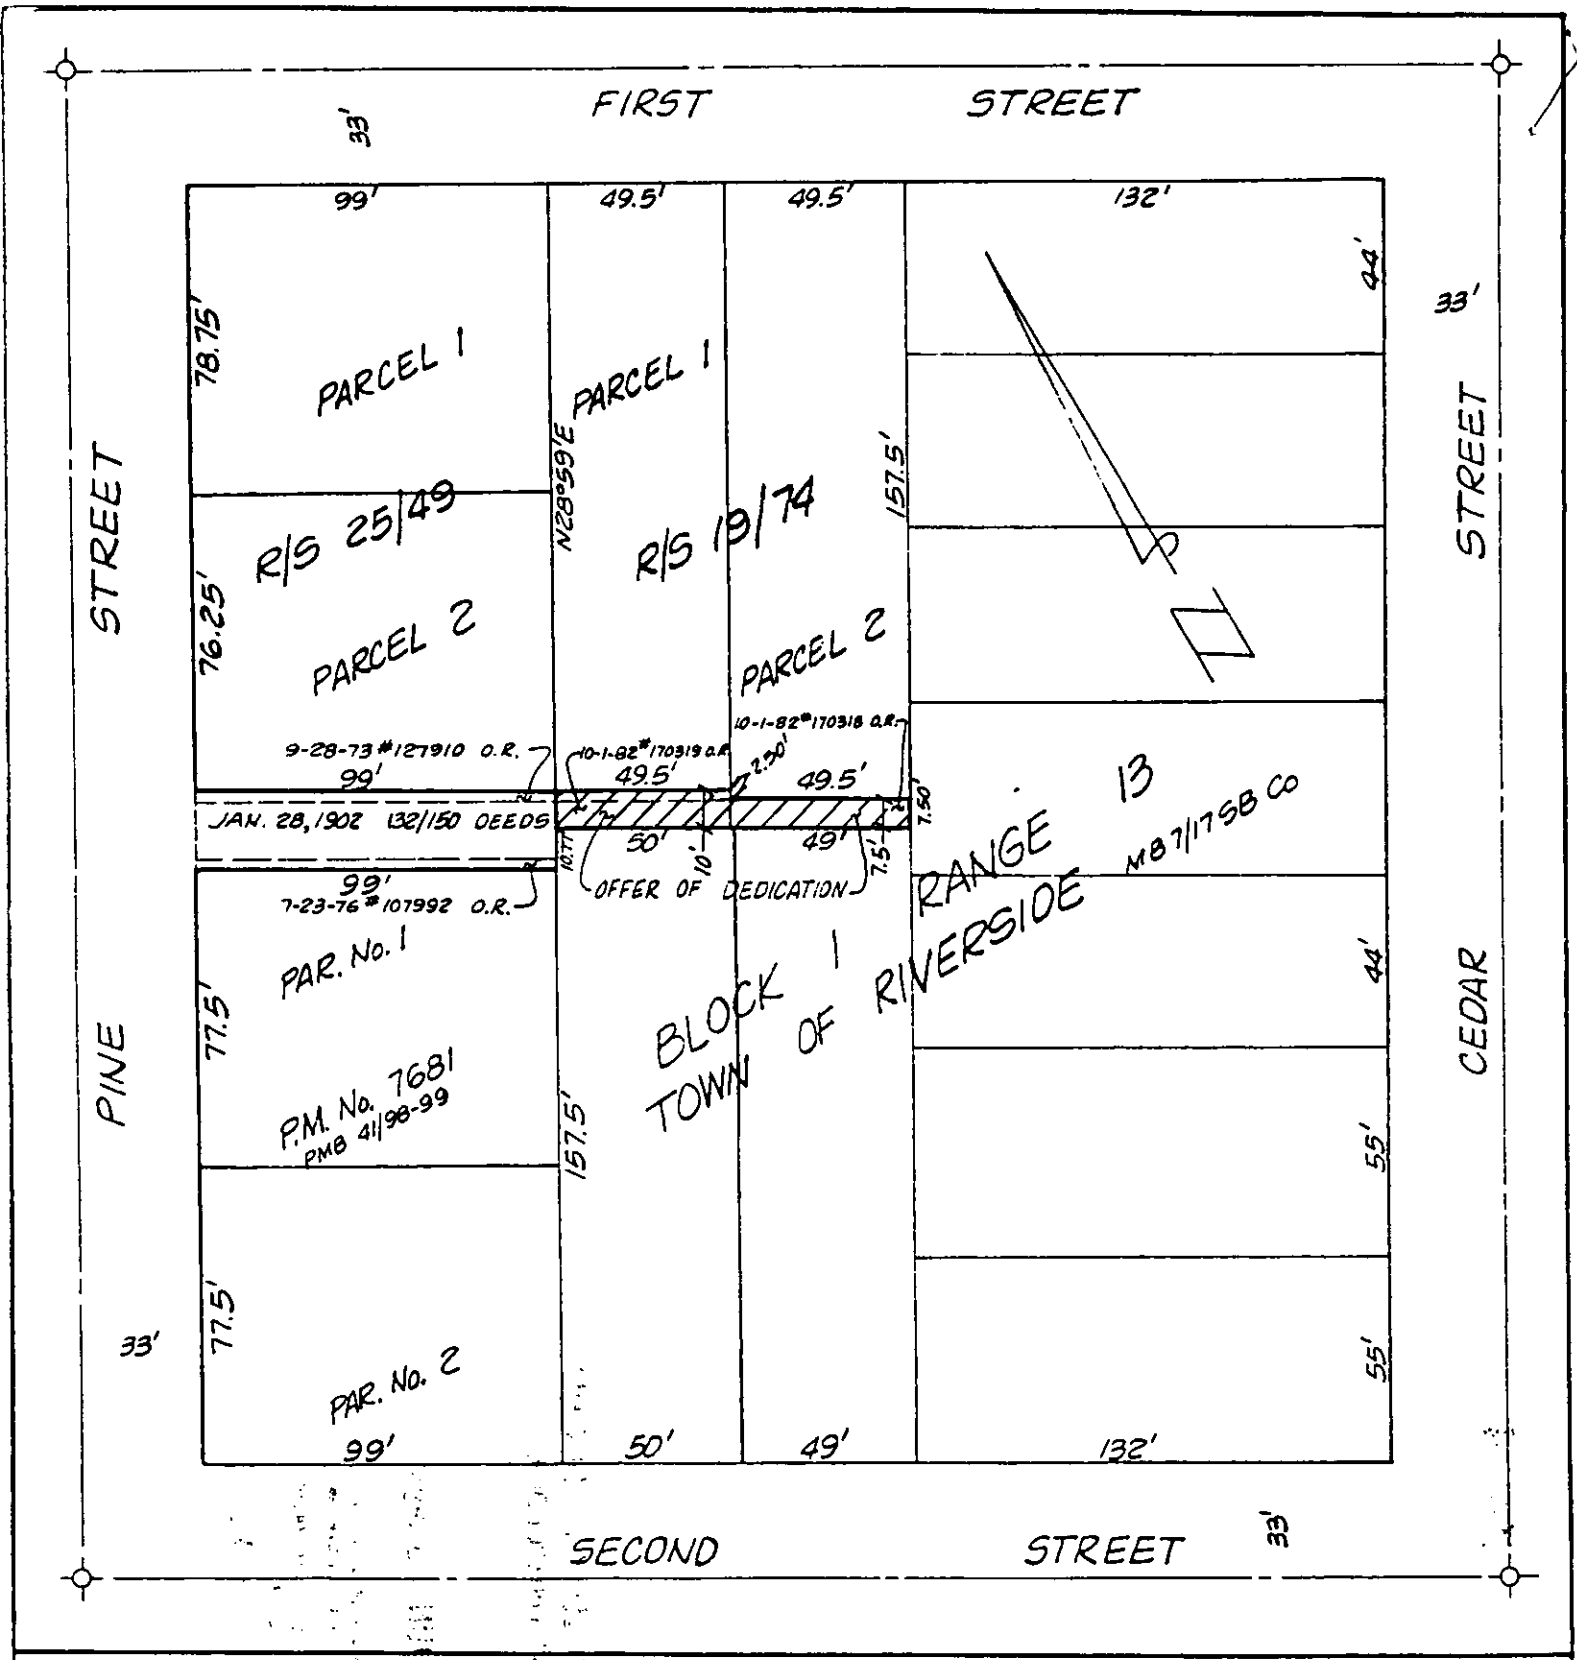 FIRST STREET
33'
99' 49.5' 49.5' 132'
44'
33'
78.75'
PARCEL 1
PARCEL 1
N28°59'E
157.5'
STREET
STREET
R/S 25/49
R/S 19/74
76.25'
PARCEL 2
PARCEL 2
N
10-1-82 #170318 O.R.
9-28-73 #127910 O.R.
10-1-82 #170319 O.R.
2.50'
99' 49.5' 49.5'
7.50'
JAN. 28, 1902 132/150 DEEDS
10.77'
50'
10'
49'
7.5'
99'
OFFER OF DEDICATION
7-23-76 #107992 O.R.
RANGE 13
MB 7/17 SB CO
PAR. No. 1
BLOCK 1
TOWN OF RIVERSIDE
44'
77.5'
PINE
CEDAR
P.M. No. 7681
PMB 41/98-99
157.5'
55'
77.5'
33'
PAR. No. 2
55'
99' 50' 49' 132'
SECOND STREET
33'